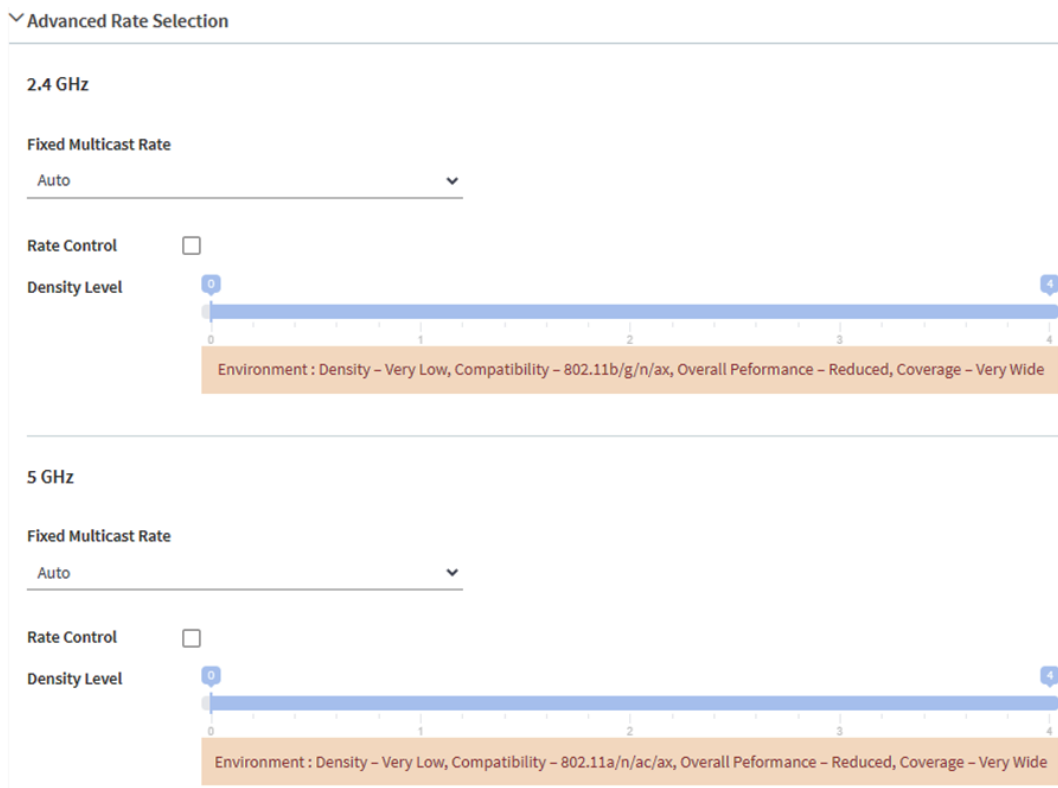 Advanced Rate Selection
2.4 GHz
Fixed Multicast Rate
Auto
Rate Control
Density Level
0 4
0 1 2 3 4
Environment : Density – Very Low, Compatibility – 802.11b/g/n/ax, Overall Peformance – Reduced, Coverage – Very Wide
5 GHz
Fixed Multicast Rate
Auto
Rate Control
Density Level
0 4
0 1 2 3 4
Environment : Density – Very Low, Compatibility – 802.11a/n/ac/ax, Overall Peformance – Reduced, Coverage – Very Wide